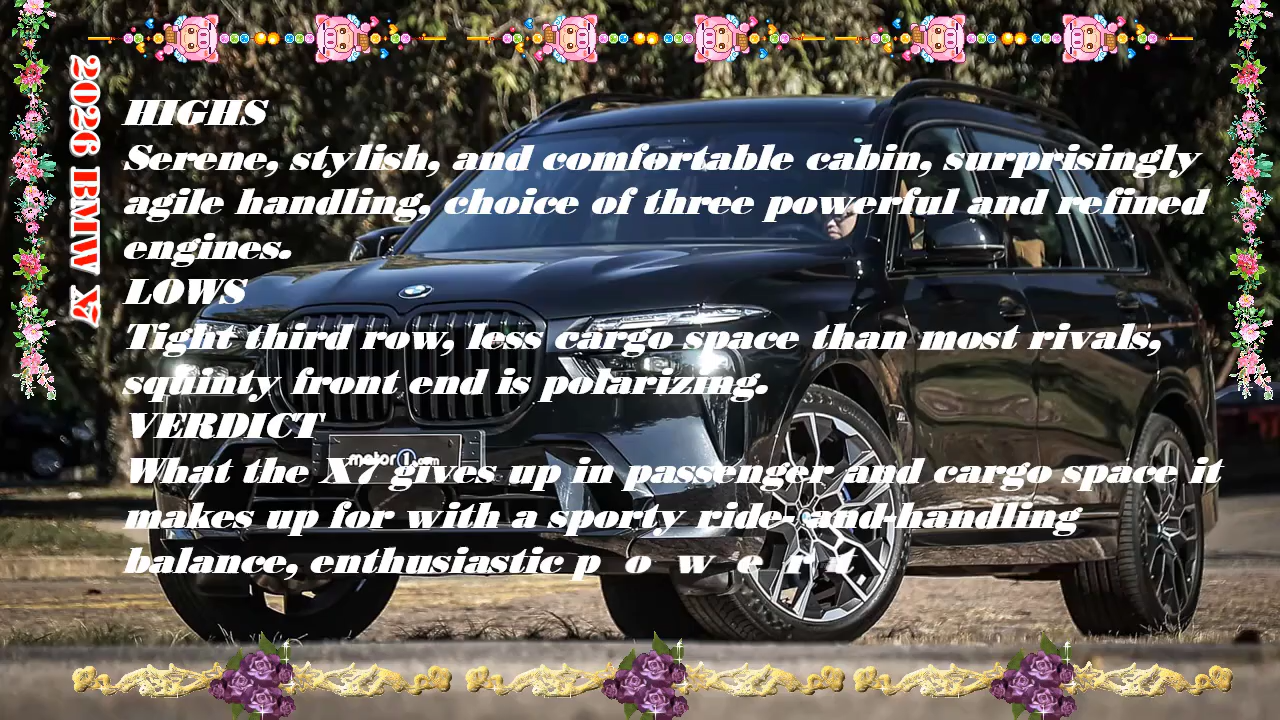 2026 BMW X7
HIGHS
Serene, stylish, and comfortable cabin, surprisingly
agile handling, choice of three powerful and refined
engines.
LOWS
Tight third row, less cargo space than most rivals,
squinty front end is polarizing.
VERDICT
What the X7 gives up in passenger and cargo space it
makes up for with a sporty ride-and-handling
balance, enthusiastic p o w e r t
motor1.com